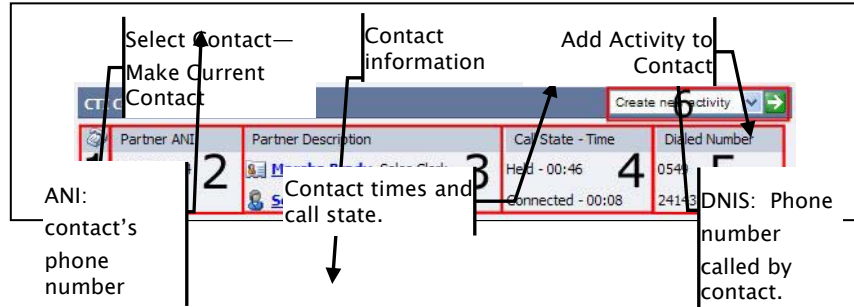 Select Contact—
Make Current
Contact
Contact
information
Add Activity to
Contact
Create new activity
6
Partner ANI
Partner Description
Call State - Time
Dialed Number
2
3
Held - 00:46
4
0549
Connected - 00:08
24143
ANI:
contact's
phone
number
Contact times and
call state.
DNIS: Phone
number
called by
contact.